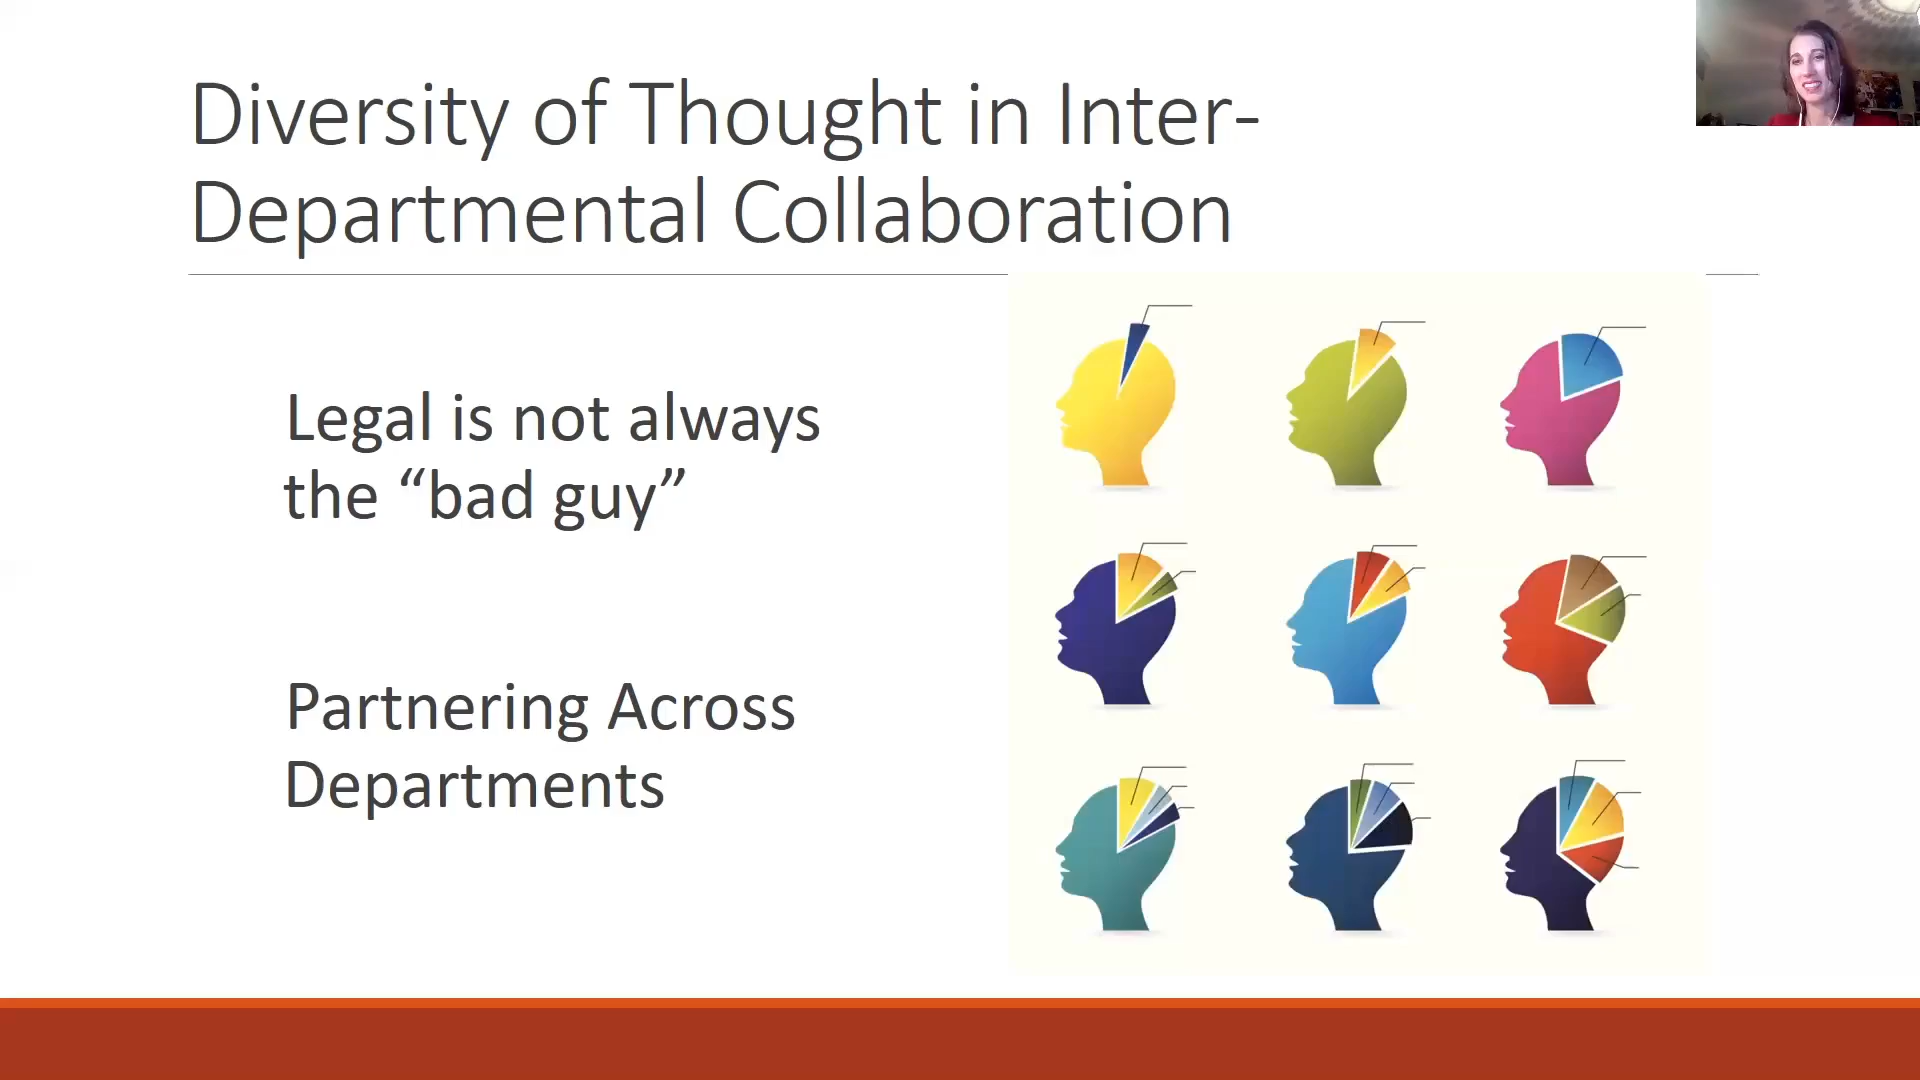 Diversity of Thought in Inter-
Departmental Collaboration
Legal is not always
the “bad guy”
Partnering Across
Departments